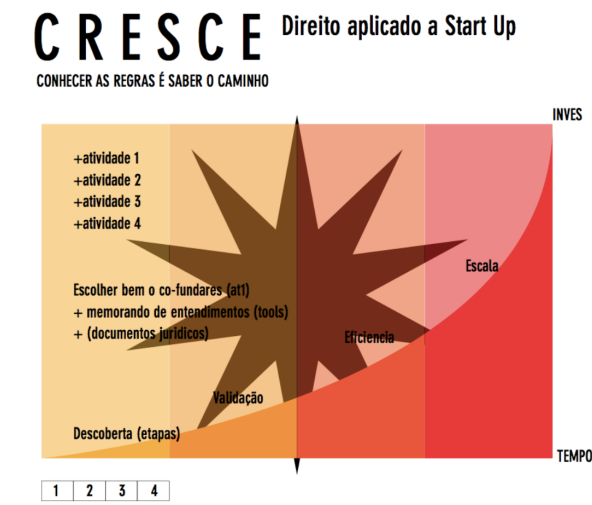 CRESCE Direito aplicado a Start Up
CONHECER AS REGRAS É SABER O CAMINHO
INVES
+atividade 1
+atividade 2
+atividade 3
+atividade 4
Escala
Escolher bem o co-fundares (at1)
+ memorando de entendimentos (tools)
+ (documentos juridicos)
Eficiencia
Validação
Descoberta (etapas)
TEMPO
1 2 3 4